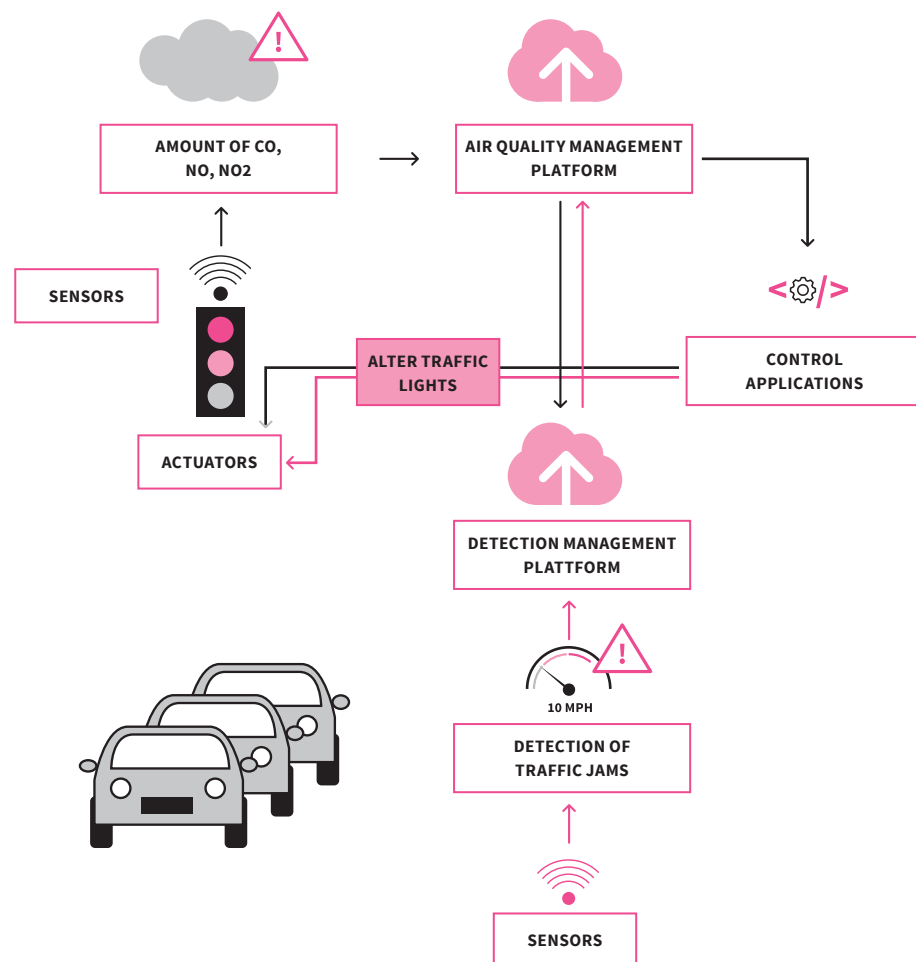 !
AMOUNT OF CO,
NO, NO2
AIR QUALITY MANAGEMENT
PLATFORM
SENSORS
</>
ALTER TRAFFIC
LIGHTS
CONTROL
APPLICATIONS
ACTUATORS
DETECTION MANAGEMENT
PLATTFORM
!
10 MPH
DETECTION OF
TRAFFIC JAMS
SENSORS